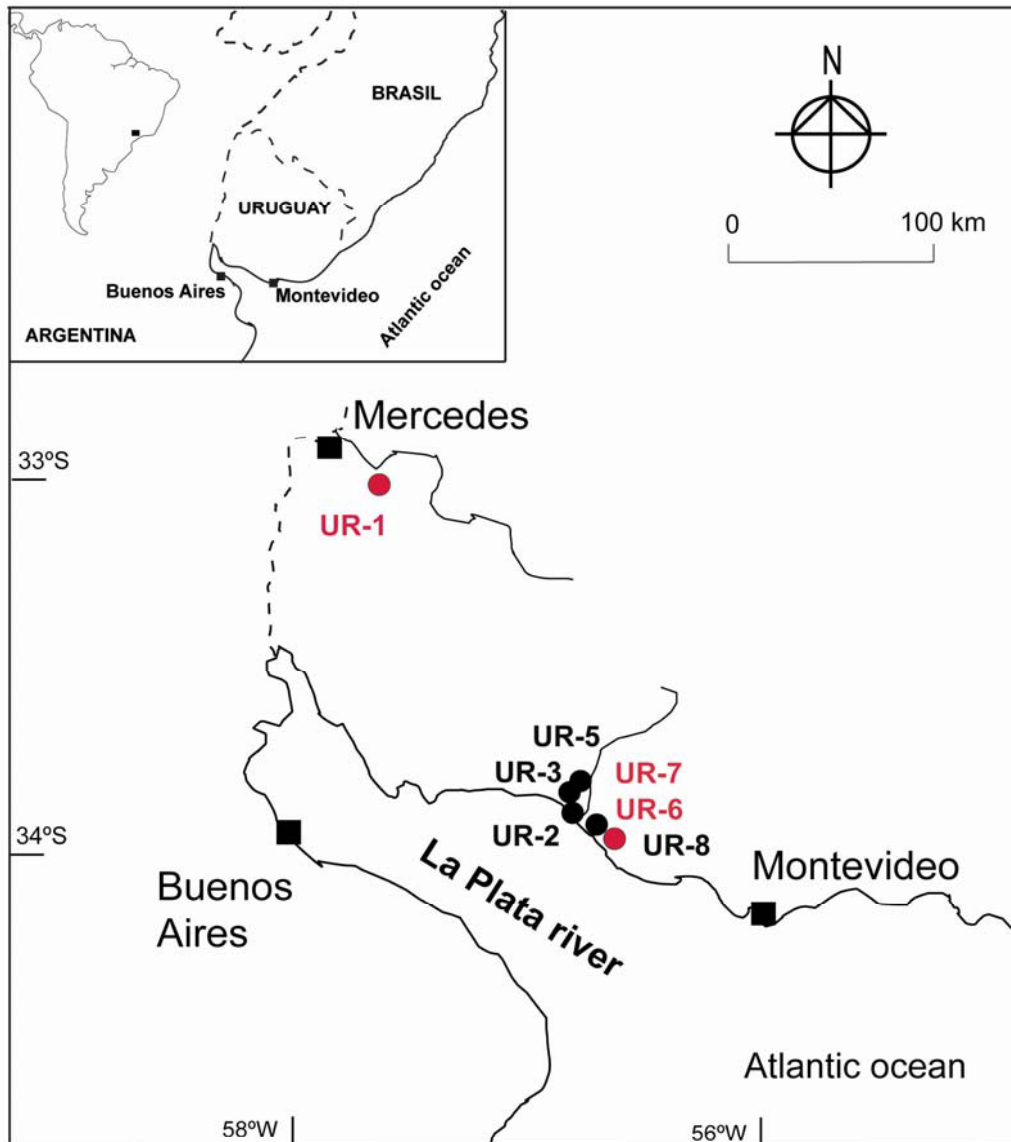 BRASIL
URUGUAY
Buenos Aires
Montevideo
Atlantic ocean
ARGENTINA
N
0 100 km
Mercedes
33ºS
UR-1
UR-5
UR-3
UR-7
UR-6
UR-2
UR-8
34ºS
Montevideo
Buenos
Aires
La Plata river
Atlantic ocean
58ºW
56ºW